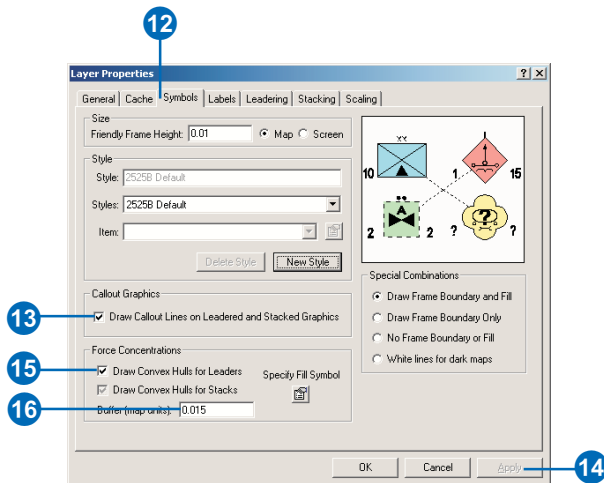 12
Layer Properties
? X
General Cache Symbols Labels Leadering Stacking Scaling
Size
Friendly Frame Height: 0.01 Map Screen
Style
Style: 2525B Default
Styles: 2525B Default
Item:
Delete Style New Style
10 1 15
A
2 2 ? ? ?
Callout Graphics
13
Draw Callout Lines on Leadered and Stacked Graphics
Force Concentrations
15
Draw Convex Hulls for Leaders
Draw Convex Hulls for Stacks
Specify Fill Symbol
16
Buffer (map units): 0.015
Special Combinations
Draw Frame Boundary and Fill
Draw Frame Boundary Only
No Frame Boundary or Fill
White lines for dark maps
OK Cancel Apply
14